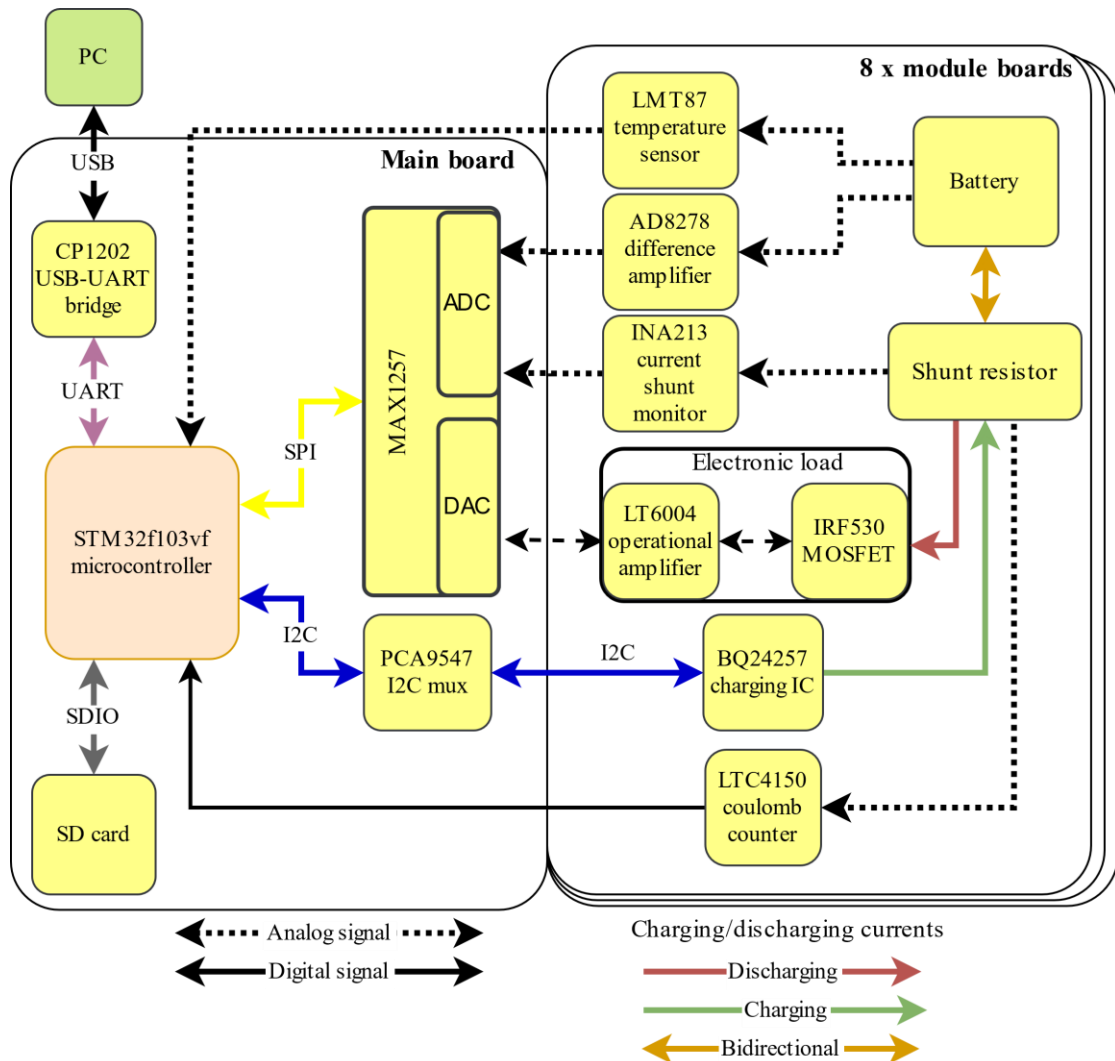 PC
USB
CP1202
USB-UART
bridge
UART
STM32f103vf
microcontroller
SDIO
SD card
Main board
SPI
I2C
MAX1257
ADC
DAC
PCA9547
I2C mux
I2C
8 x module boards
LMT87
temperature
sensor
AD8278
difference
amplifier
INA213
current
shunt
monitor
Battery
Shunt resistor
Electronic load
LT6004
operational
amplifier
IRF530
MOSFET
BQ24257
charging IC
LTC4150
coulomb
counter
Analog signal
Digital signal
Charging/discharging currents
Discharging
Charging
Bidirectional